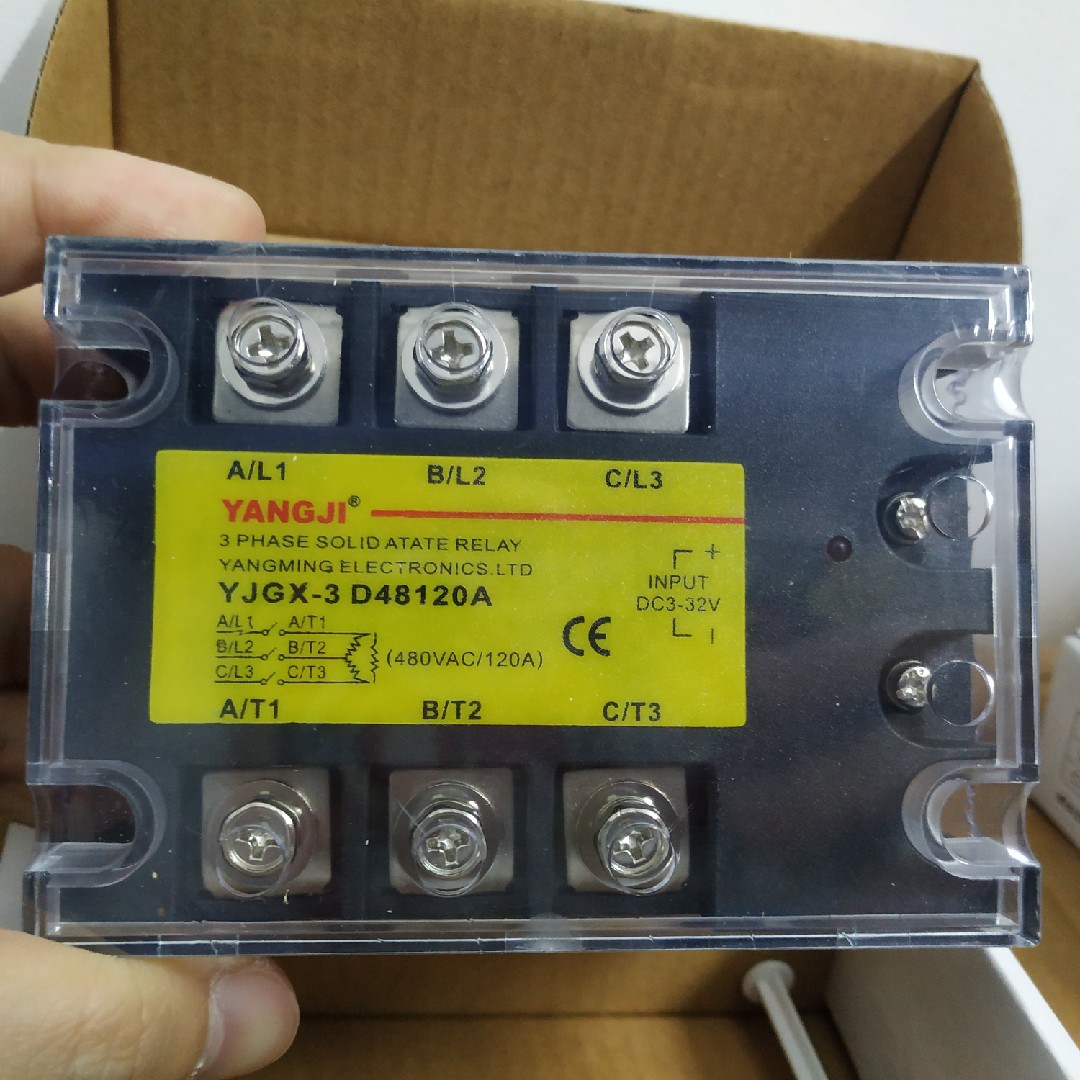 A/L1 B/L2 C/L3
YANGJI®
3 PHASE SOLID ATATE RELAY
YANGMING ELECTRONICS.LTD
YJGX-3 D48120A
+
INPUT
DC3-32V
A/L1 A/T1
B/L2 B/T2
C/L3 C/T3
(480VAC/120A)
CE
A/T1 B/T2 C/T3